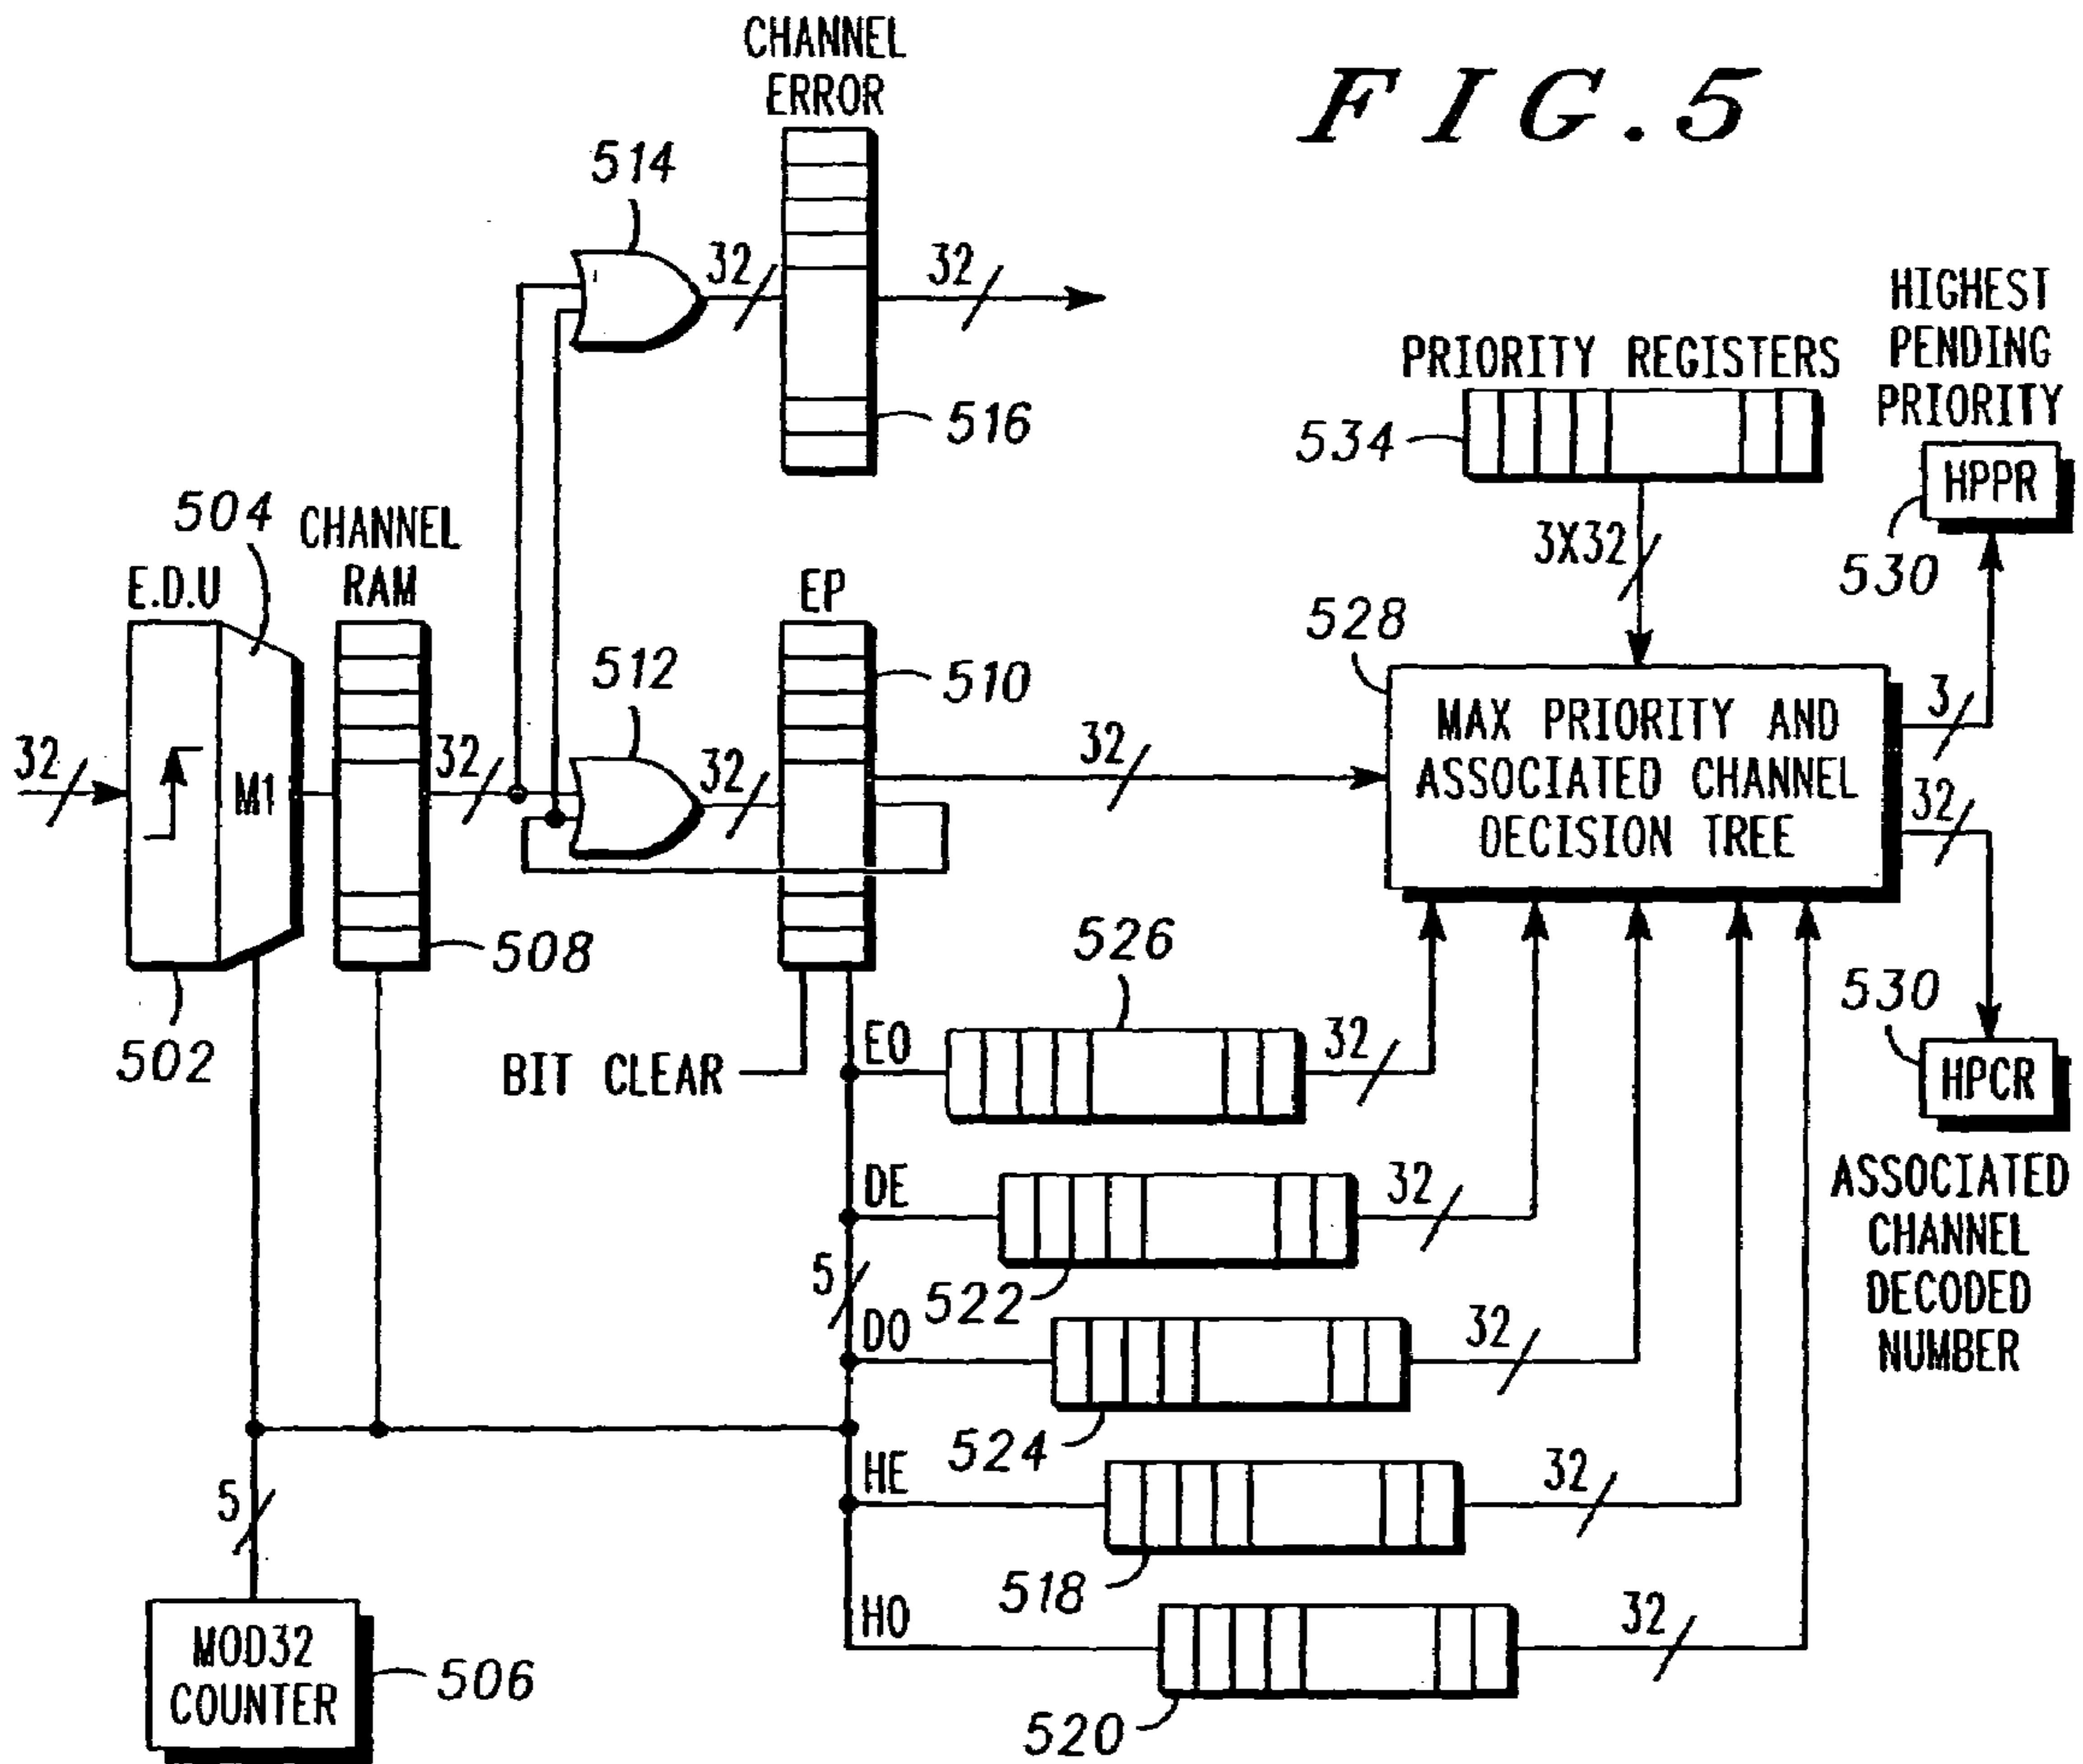 FIG.5
CHANNEL
ERROR
514
32
32
516
HIGHEST
PENDING
PRIORITY
PRIORITY REGISTERS
534
HPPR
530
3X32
504
CHANNEL
RAM
E.D.U
EP
528
512
510
3
32
M1
32
32
32
MAX PRIORITY AND
ASSOCIATED CHANNEL
DECISION TREE
32
508
502
526
530
BIT CLEAR
EO
32
HPCR
ASSOCIATED
CHANNEL
DECODED
NUMBER
DE
32
522
5
DO
32
524
HE
32
518
5
HO
32
520
MOD32
COUNTER
506